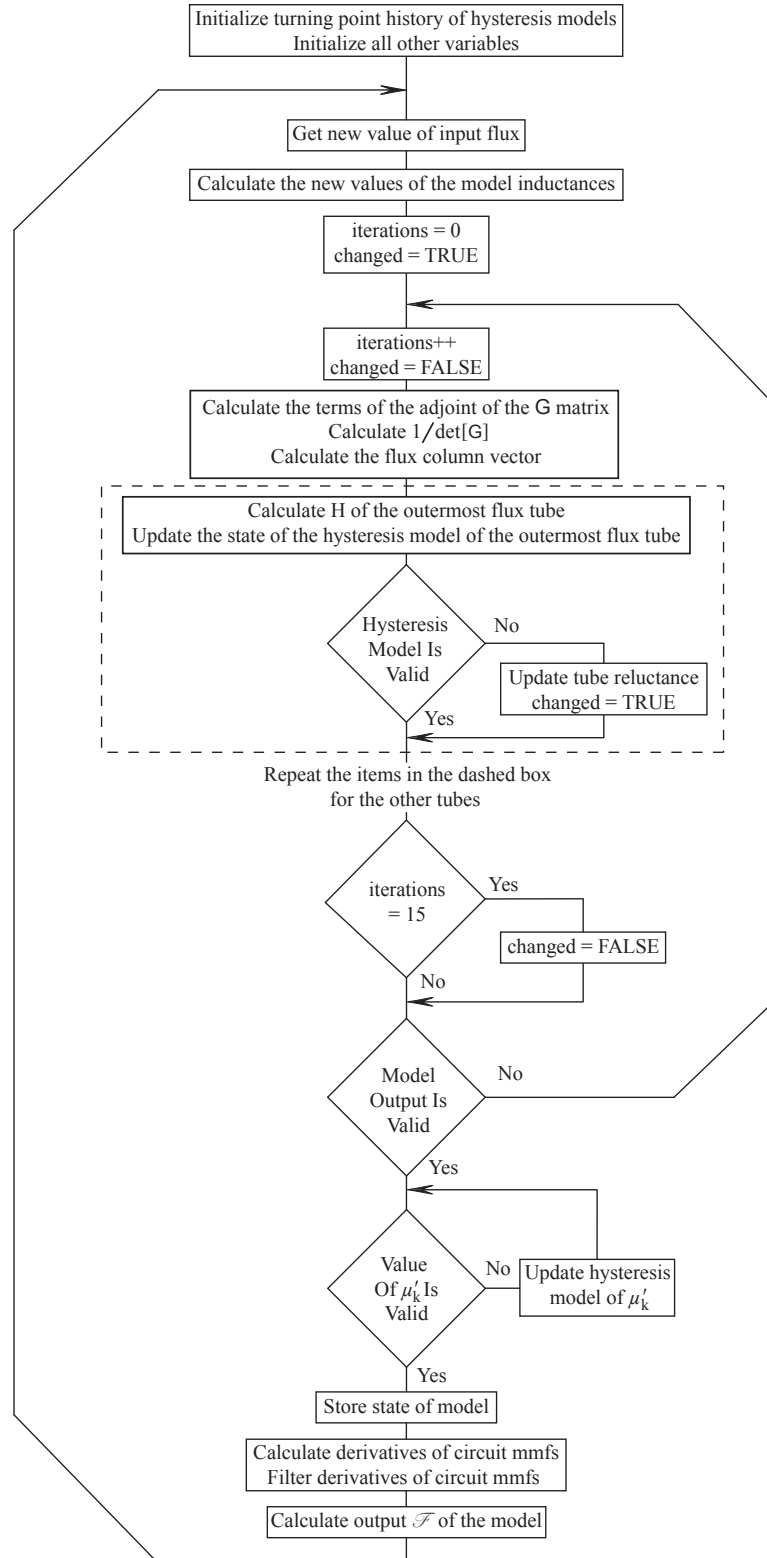 Initialize turning point history of hysteresis models
Initialize all other variables
Get new value of input flux
Calculate the new values of the model inductances
iterations = 0
changed = TRUE
iterations++
changed = FALSE
Calculate the terms of the adjoint of the G matrix
Calculate 1/det[G]
Calculate the flux column vector
Calculate H of the outermost flux tube
Update the state of the hysteresis model of the outermost flux tube
Hysteresis
Model Is
Valid
No
Update tube reluctance
changed = TRUE
Yes
Repeat the items in the dashed box
for the other tubes
iterations
= 15
Yes
changed = FALSE
No
Model
Output Is
Valid
No
Yes
Value
Of μ′k Is
Valid
No
Update hysteresis
model of μ′k
Yes
Store state of model
Calculate derivatives of circuit mmfs
Filter derivatives of circuit mmfs
Calculate output ℱ of the model